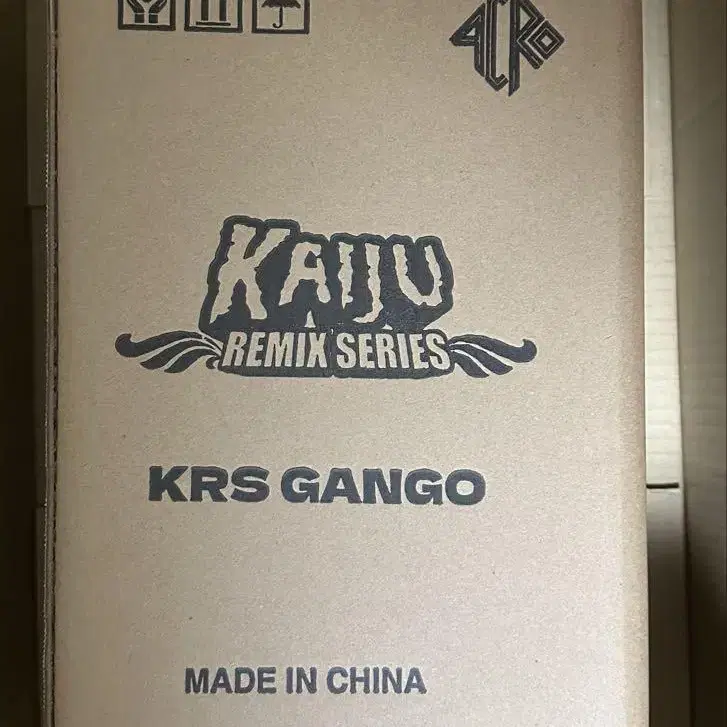 ACRO
KAIJU
REMIX SERIES
KRS GANGO
MADE IN CHINA